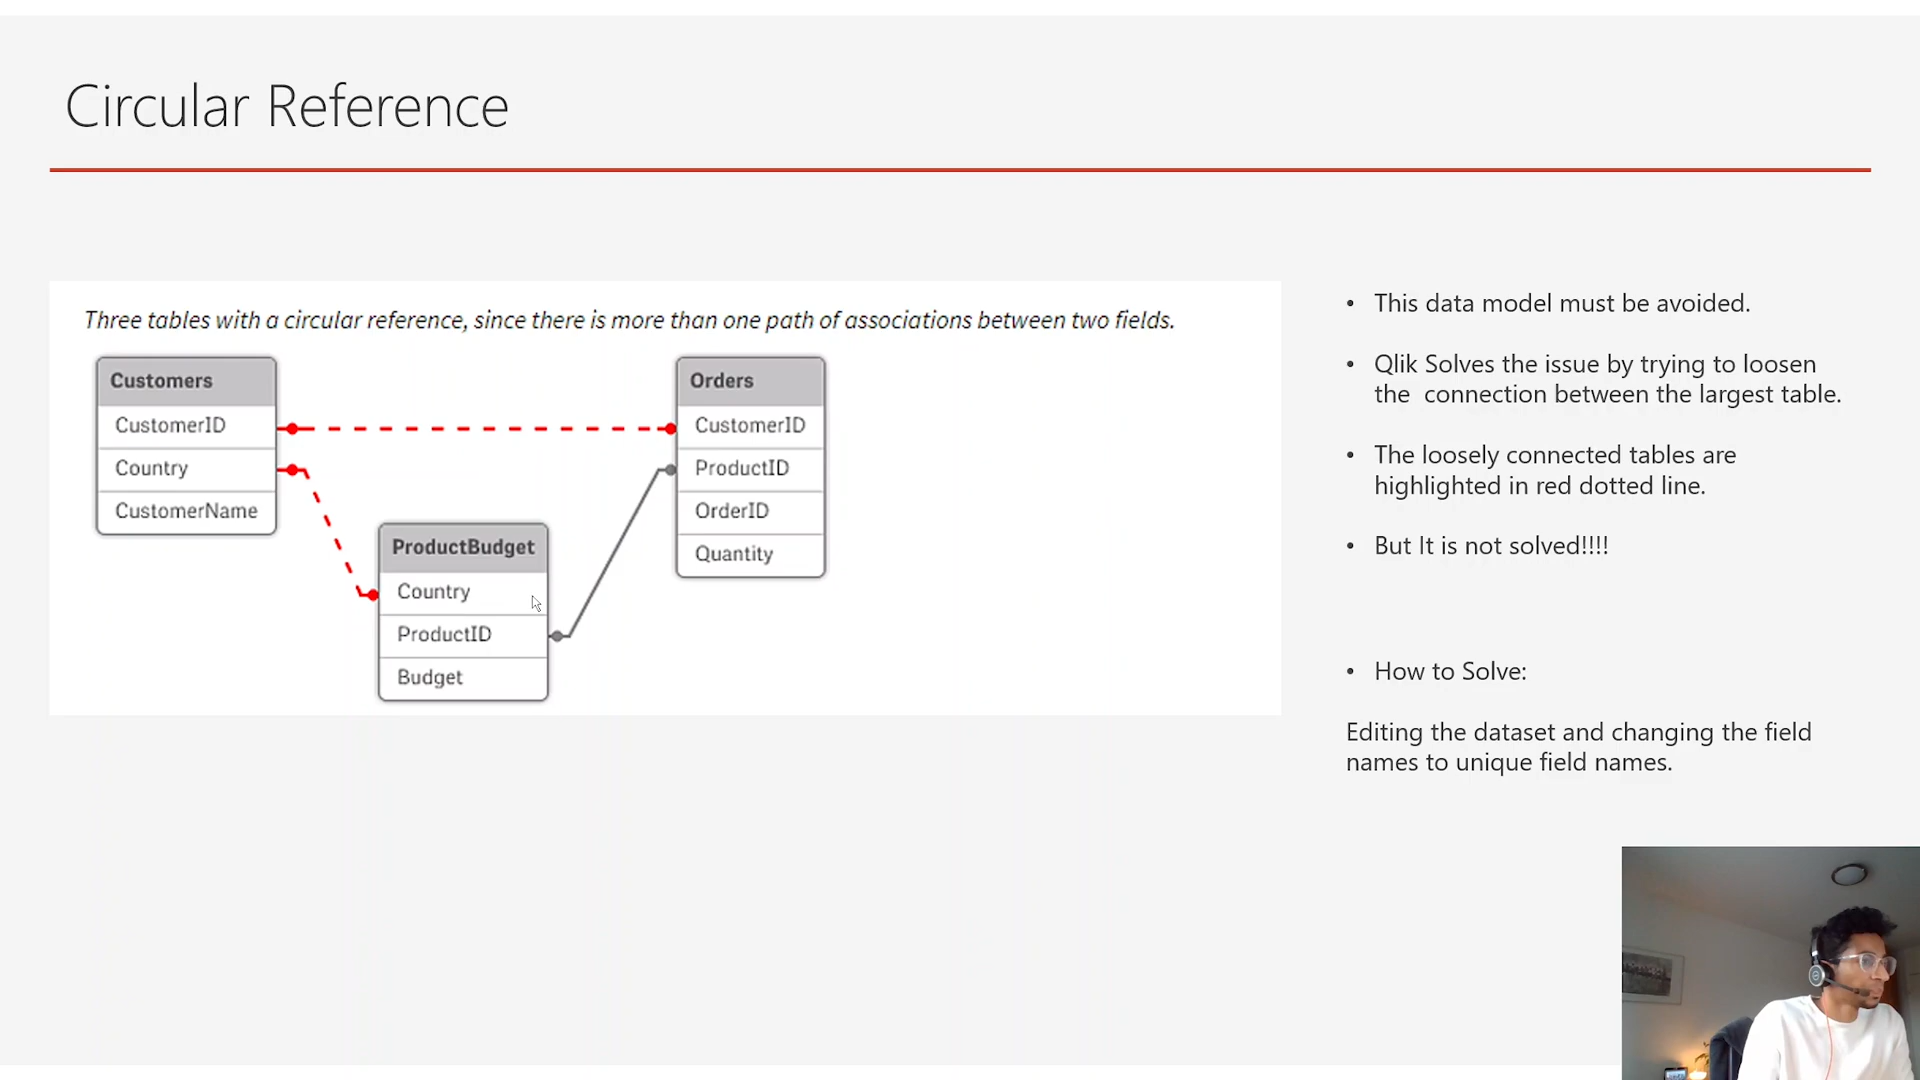 Circular Reference
Three tables with a circular reference, since there is more than one path of associations between two fields.
Customers
CustomerID
Country
CustomerName
ProductBudget
Country
ProductID
Budget
Orders
CustomerID
ProductID
OrderID
Quantity
• This data model must be avoided.
• Qlik Solves the issue by trying to loosen
the connection between the largest table.
• The loosely connected tables are
highlighted in red dotted line.
• But It is not solved!!!!
• How to Solve:
Editing the dataset and changing the field
names to unique field names.